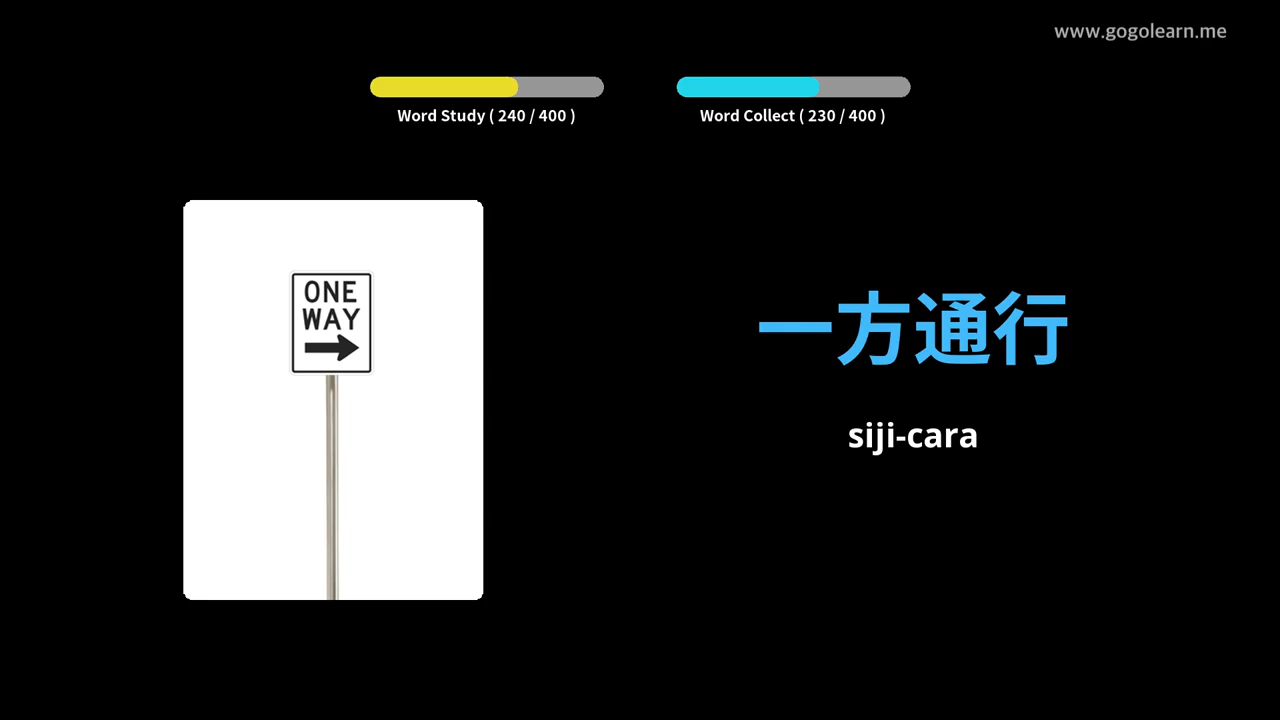 www.gogolearn.me
Word Study ( 240 / 400 )
Word Collect ( 230 / 400 )
ONE
WAY
一方通行
siji-cara